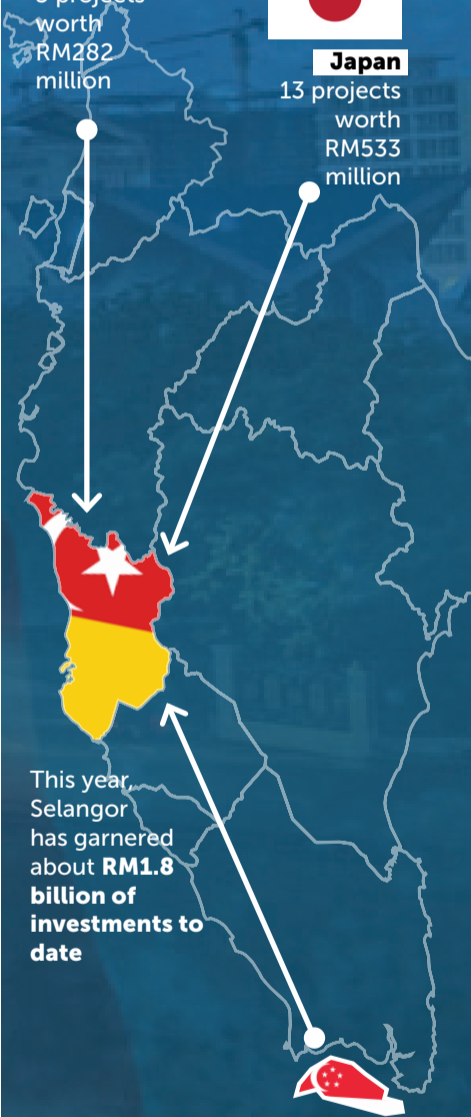 projects
worth
RM282
million
Japan
13 projects
worth
RM533
million
This year,
Selangor
has garnered
about RM1.8
billion of
investments to
date